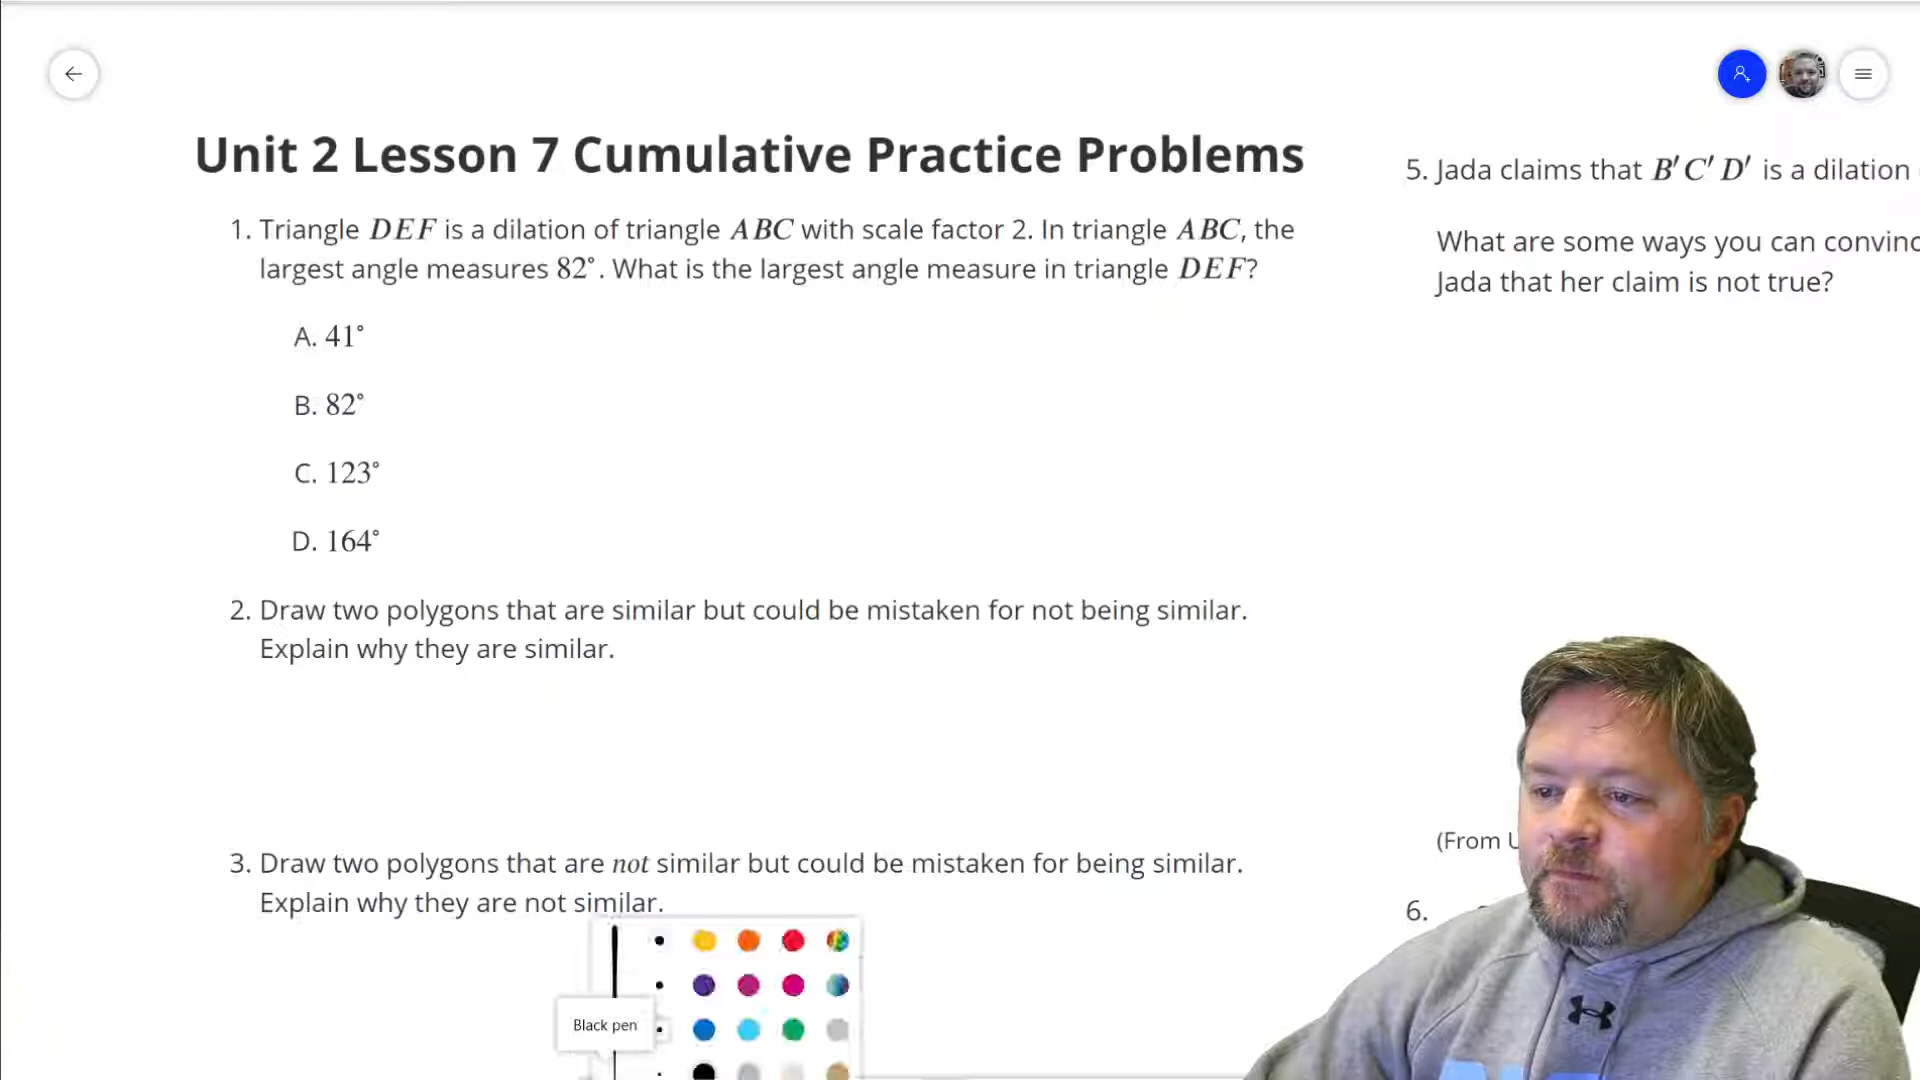 Unit 2 Lesson 7 Cumulative Practice Problems
1. Triangle DEF is a dilation of triangle ABC with scale factor 2. In triangle ABC, the
largest angle measures 82°. What is the largest angle measure in triangle DEF?
A. 41°
B. 82°
C. 123°
D. 164°
2. Draw two polygons that are similar but could be mistaken for not being similar.
Explain why they are similar.
3. Draw two polygons that are not similar but could be mistaken for being similar.
Explain why they are not similar.
Black pen
5. Jada claims that B′C′D′ is a dilation
What are some ways you can convinc
Jada that her claim is not true?
(From U
6.